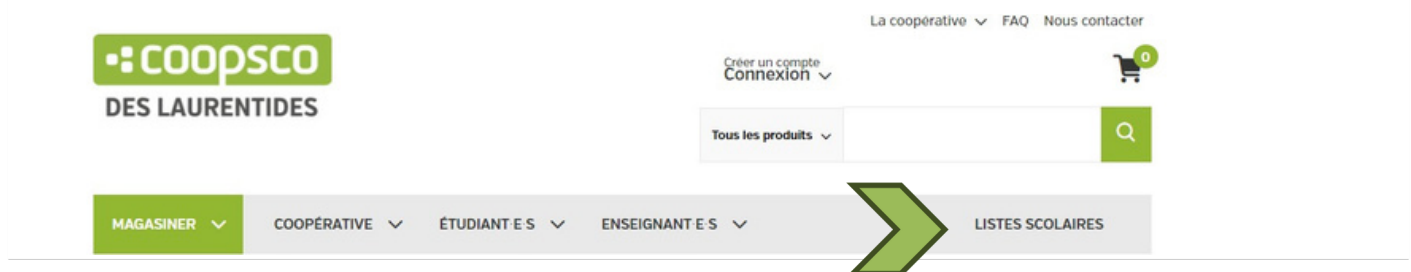 La coopérative FAQ Nous contacter
coopsco
DES LAURENTIDES
Créer un compte
Connexion
0
Tous les produits
MAGASINER COOPÉRATIVE ÉTUDIANT·E·S ENSEIGNANT·E·S LISTES SCOLAIRES